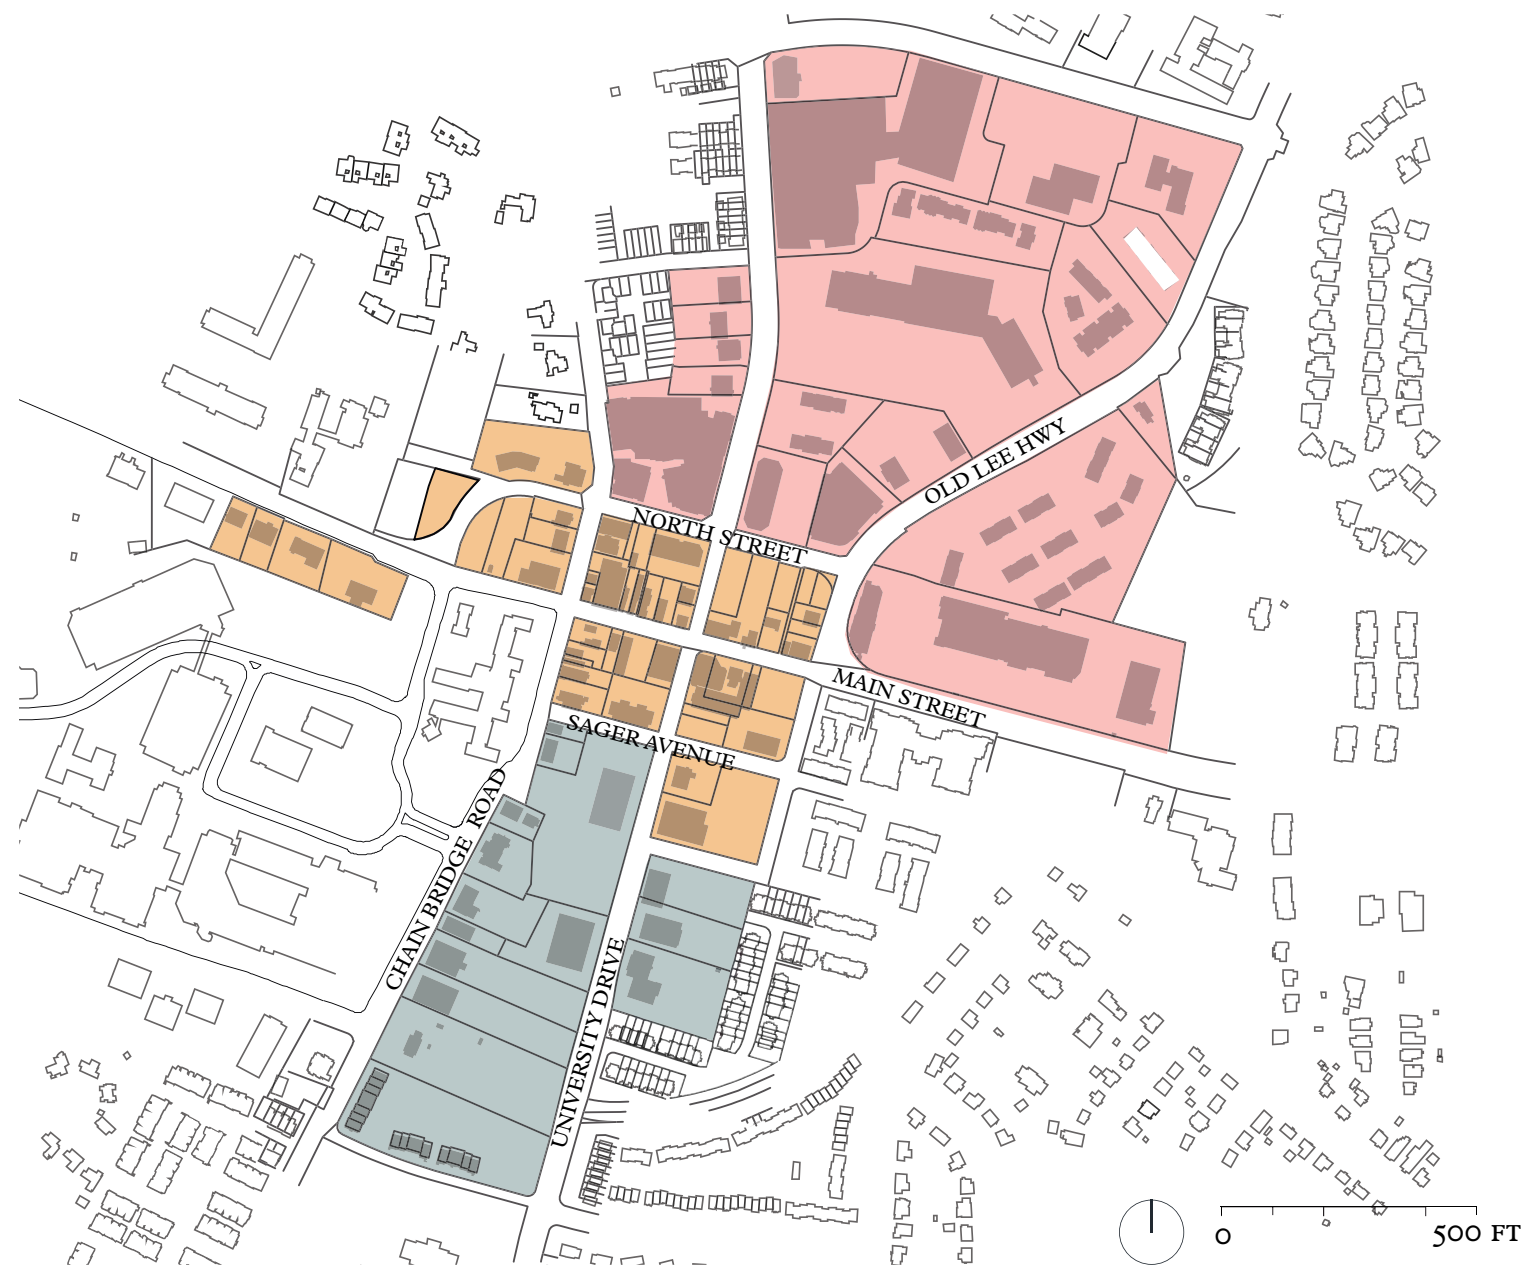 OLD LEE HWY
NORTH STREET
MAIN STREET
SAGER AVENUE
CHAIN BRIDGE ROAD
UNIVERSITY DRIVE
0 500 FT